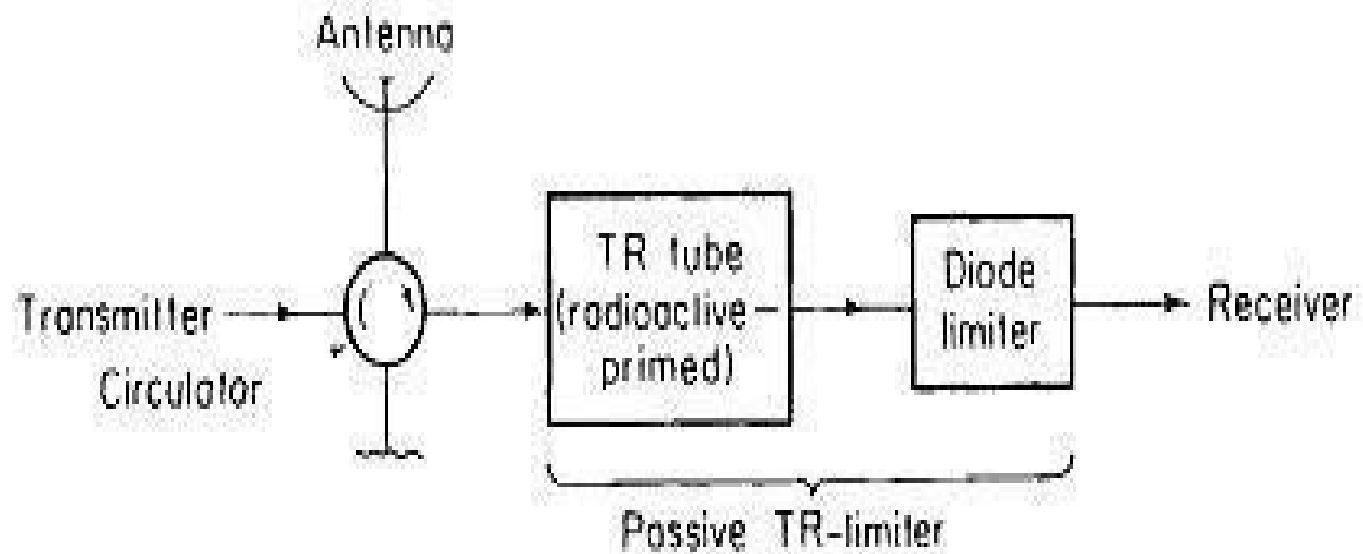 Antenna
TR tube
(radioactive-
primed)
Diode
limiter
Transmitter
Receiver
Circulator
Passive TR-limiter